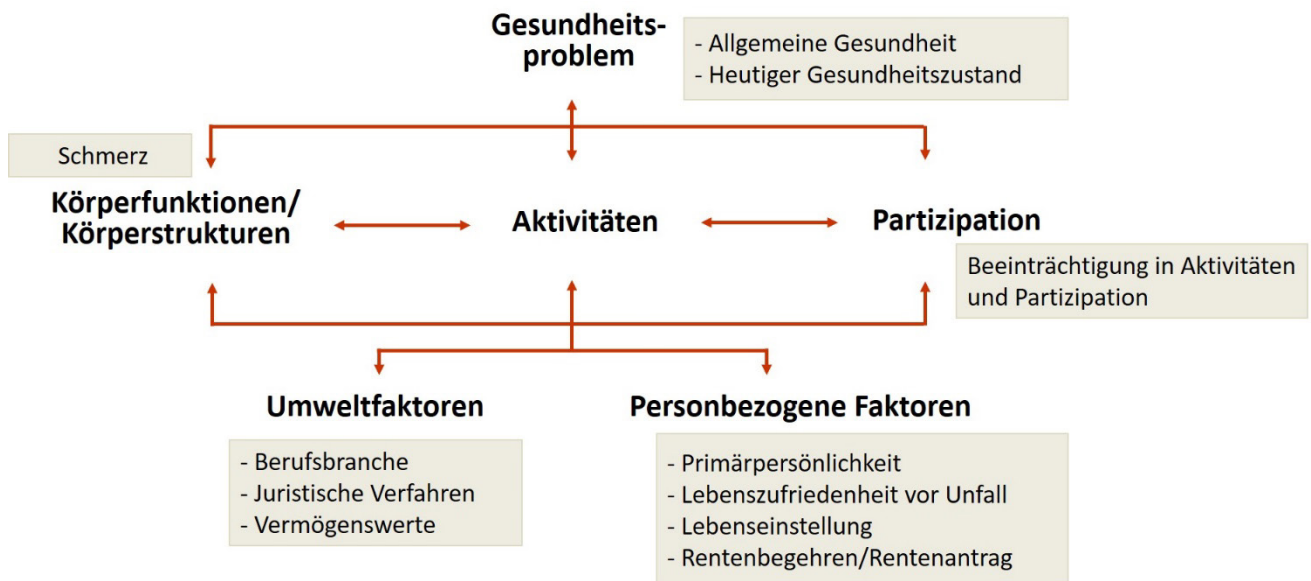 Gesundheits-
problem
- Allgemeine Gesundheit
- Heutiger Gesundheitszustand
Schmerz
Körperfunktionen/
Körperstrukturen
Aktivitäten
Partizipation
Beeinträchtigung in Aktivitäten
und Partizipation
Umweltfaktoren
- Berufsbranche
- Juristische Verfahren
- Vermögenswerte
Personbezogene Faktoren
- Primärpersönlichkeit
- Lebenszufriedenheit vor Unfall
- Lebenseinstellung
- Rentenbegehren/Rentenantrag